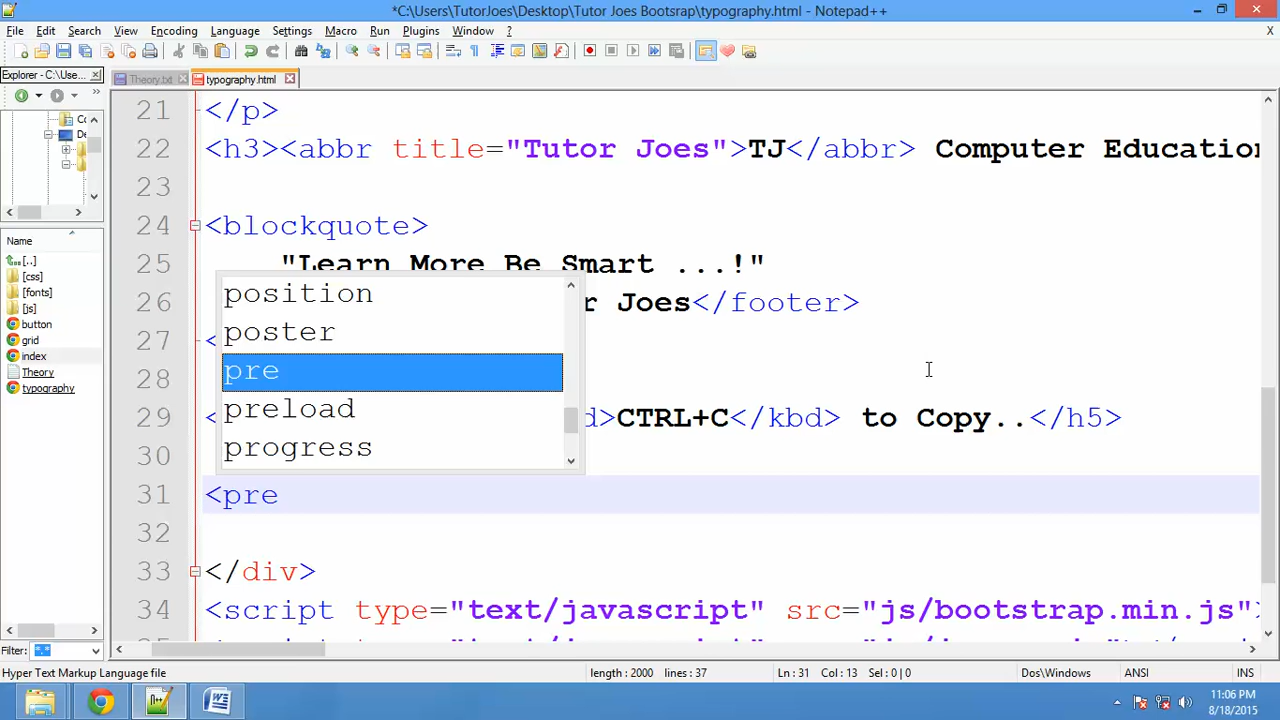 *C:\Users\TutorJoes\Desktop\Tutor Joes Bootsrap\typography.html - Notepad++
File Edit Search View Encoding Language Settings Macro Run Plugins Window ? X
Explorer - C:\Use...
Theory.txt typography.html
»
Co
De
Name
[..]
[css]
[fonts]
[js]
button
grid
index
Theory
typography
Filter: *.*
21 </p>
22 <h3><abbr title="Tutor Joes">TJ</abbr> Computer Education
23
24 <blockquote>
25 "Learn More Be Smart ...!"
26 r Joes</footer>
27 <
28
29 < d>CTRL+C</kbd> to Copy..</h5>
30
31 <pre
32
33 </div>
34 <script type="text/javascript" src="js/bootstrap.min.js">
position
poster
pre
preload
progress
Hyper Text Markup Language file length : 2000 lines : 37 Ln : 31 Col : 13 Sel : 0 | 0 Dos\Windows ANSI INS
11:06 PM
8/18/2015